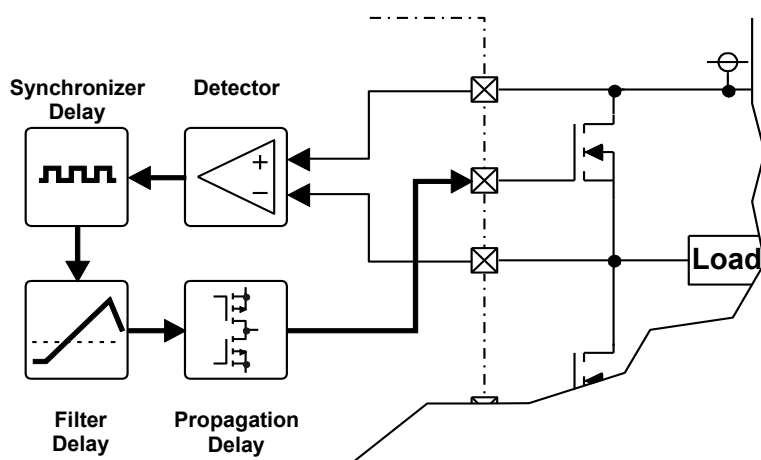 Synchronizer
Delay
Detector
+
−
Load
Filter
Delay
Propagation
Delay